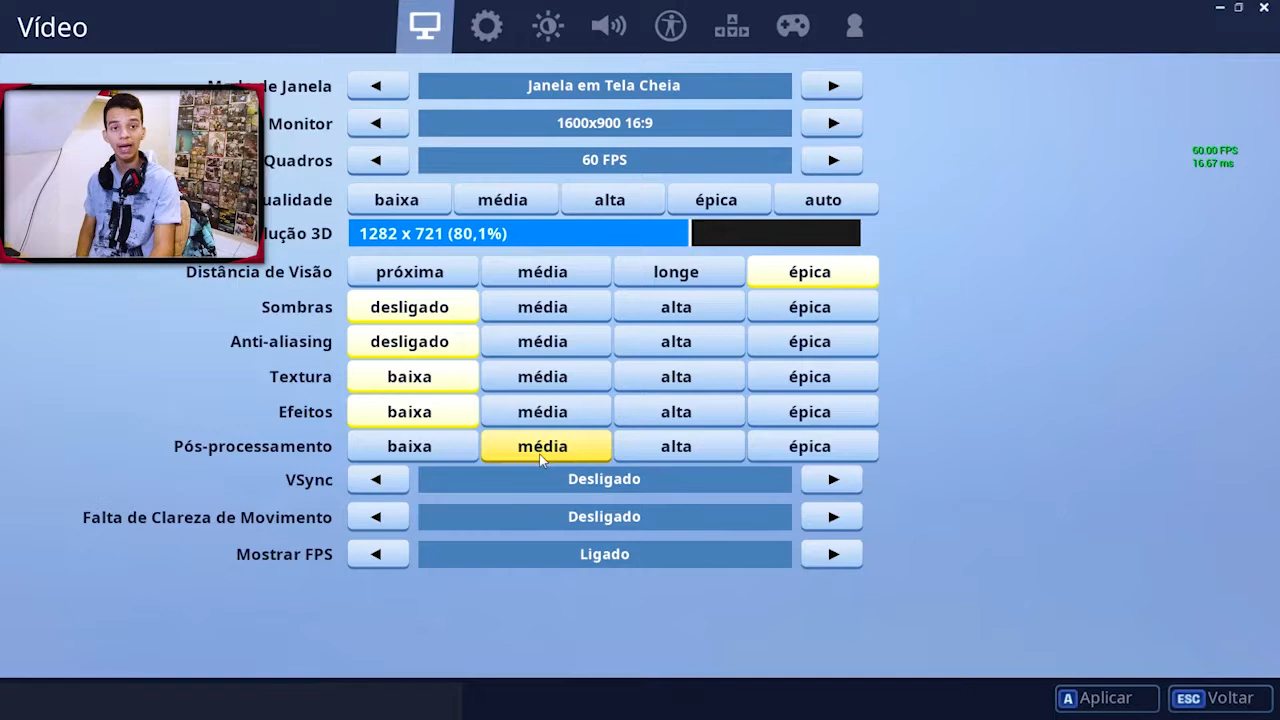 Vídeo
de Janela ◄ Janela em Tela Cheia ►
Monitor ◄ 1600x900 16:9 ►
Quadros ◄ 60 FPS ►
60.00 FPS
16.67 ms
ualidade baixa média alta épica auto
lução 3D 1282 x 721 (80,1%)
Distância de Visão próxima média longe épica
Sombras desligado média alta épica
Anti-aliasing desligado média alta épica
Textura baixa média alta épica
Efeitos baixa média alta épica
Pós-processamento baixa média alta épica
VSync ◄ Desligado ►
Falta de Clareza de Movimento ◄ Desligado ►
Mostrar FPS ◄ Ligado ►
A Aplicar ESC Voltar